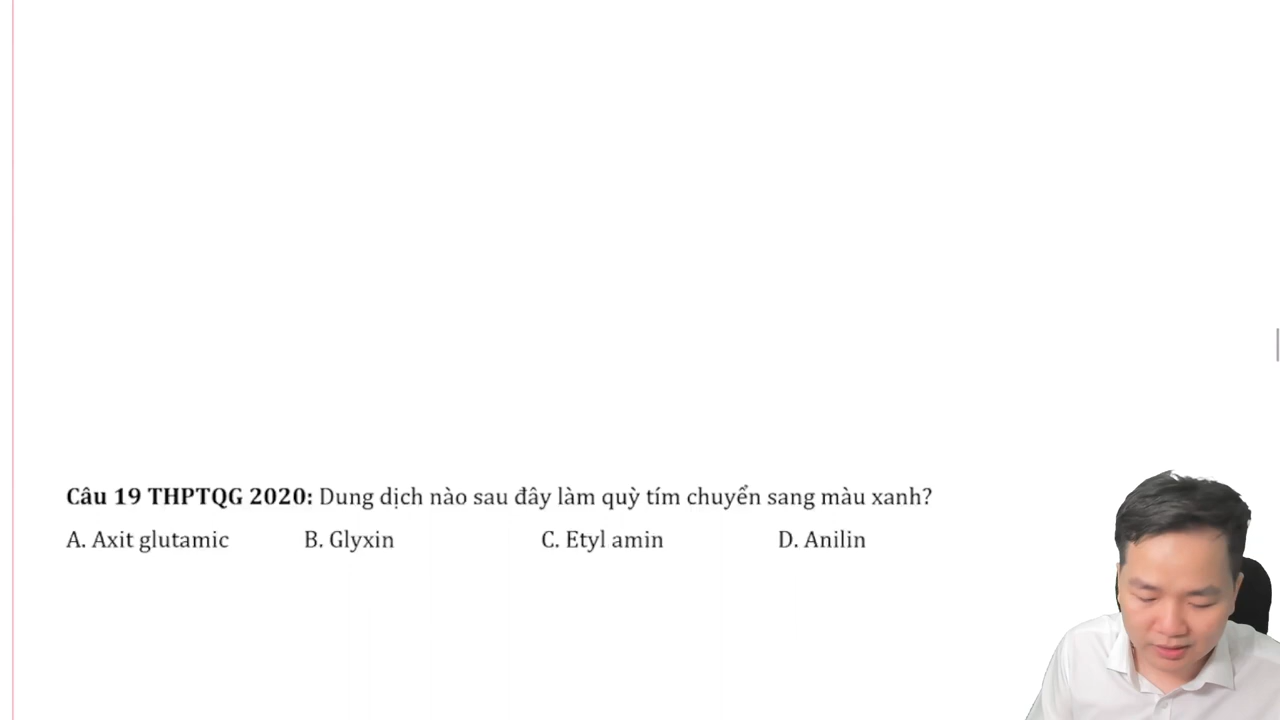 Câu 19 THPTQG 2020: Dung dịch nào sau đây làm quỳ tím chuyển sang màu xanh?
A. Axit glutamic B. Glyxin C. Etyl amin D. Anilin